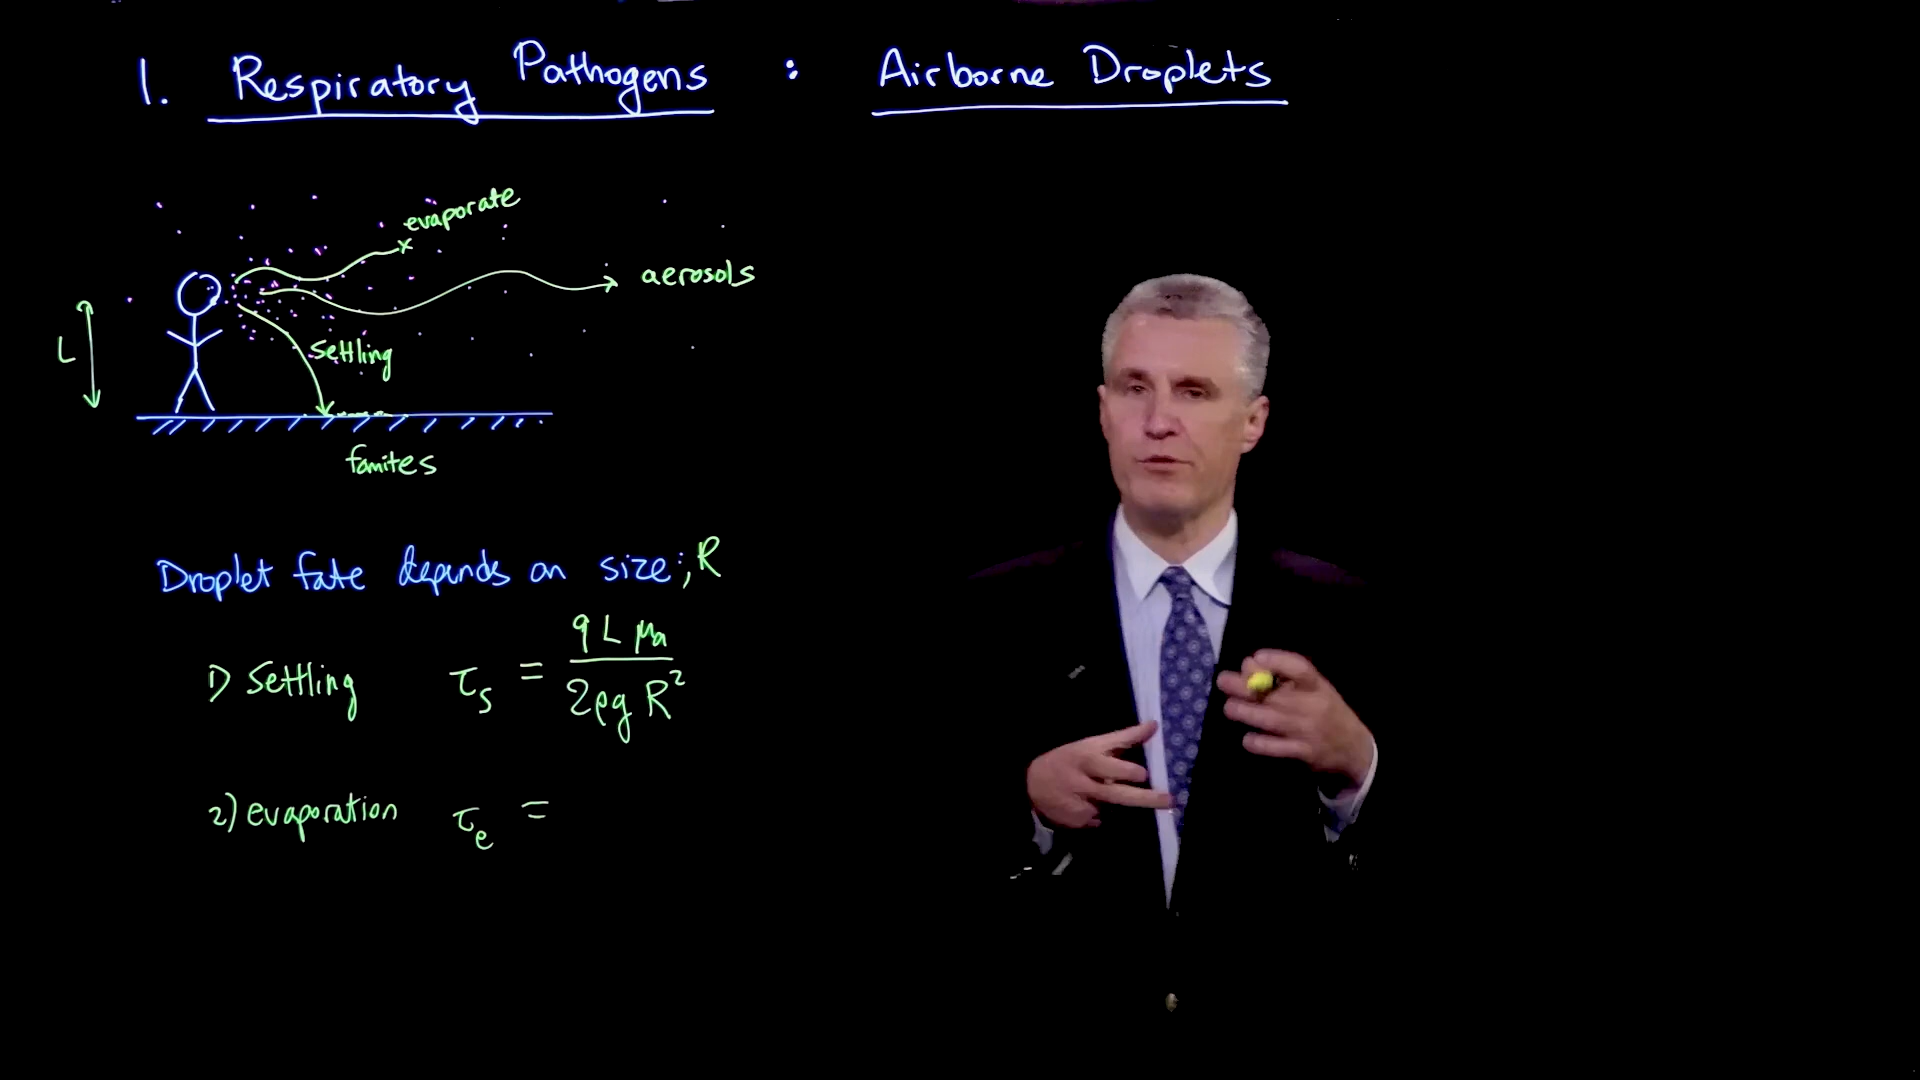 1. Respiratory Pathogens : Airborne Droplets
evaporate
aerosols
L
settling
fomites
Droplet fate depends on size:, R
1) Settling τs = 9 L μa / 2ρg R²
2) evaporation τe =